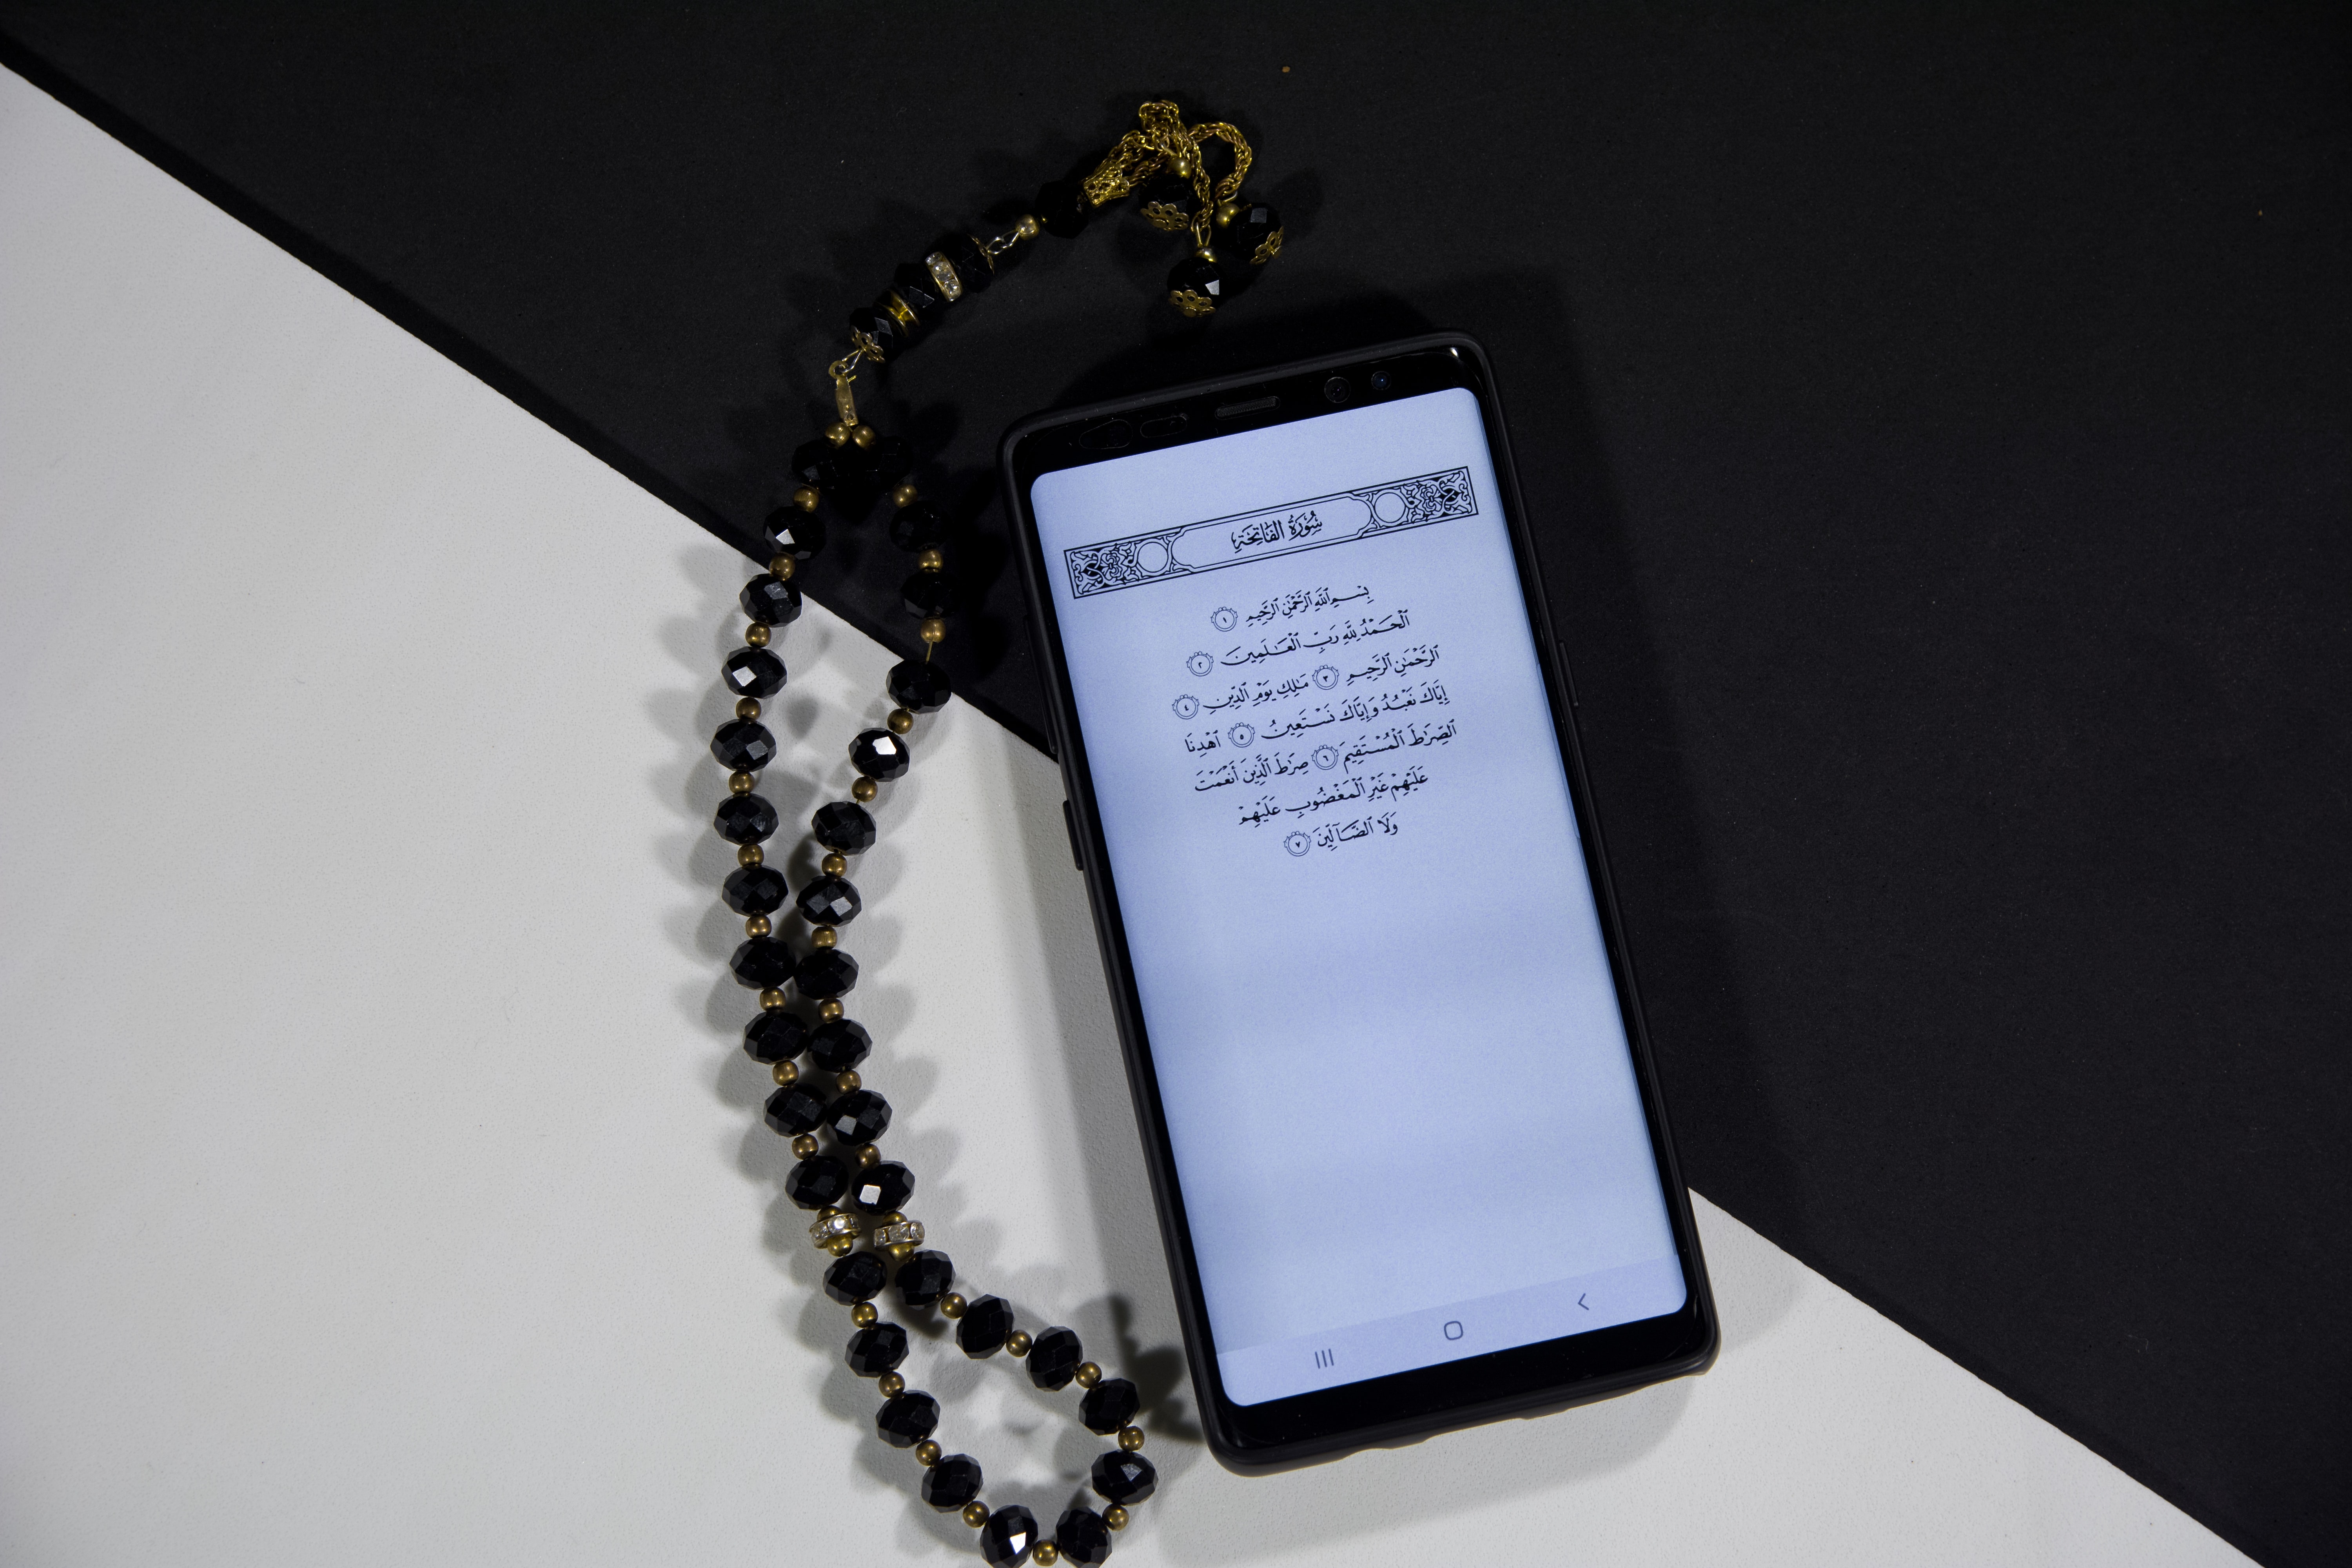 سُورَةُ الفَاتِحَةِ
بِسْمِ ٱللَّهِ ٱلرَّحْمَٰنِ ٱلرَّحِيمِ ١
ٱلْحَمْدُ لِلَّهِ رَبِّ ٱلْعَٰلَمِينَ ٢
ٱلرَّحْمَٰنِ ٱلرَّحِيمِ ٣ مَٰلِكِ يَوْمِ ٱلدِّينِ ٤
إِيَّاكَ نَعْبُدُ وَإِيَّاكَ نَسْتَعِينُ ٥ ٱهْدِنَا
ٱلصِّرَٰطَ ٱلْمُسْتَقِيمَ ٦ صِرَٰطَ ٱلَّذِينَ أَنْعَمْتَ
عَلَيْهِمْ غَيْرِ ٱلْمَغْضُوبِ عَلَيْهِمْ
وَلَا ٱلضَّآلِّينَ ٧